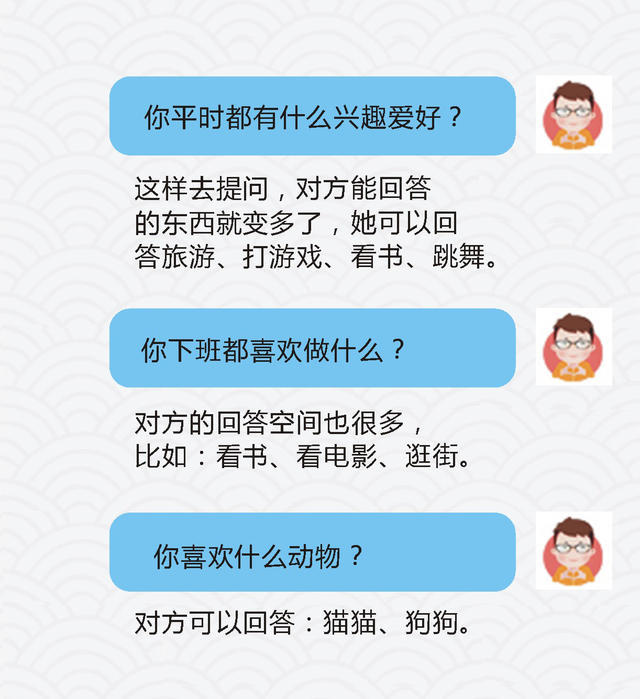 你平时都有什么兴趣爱好？
这样去提问，对方能回答
的东西就变多了，她可以回
答旅游、打游戏、看书、跳舞。
你下班都喜欢做什么？
对方的回答空间也很多，
比如：看书、看电影、逛街。
你喜欢什么动物？
对方可以回答：猫猫、狗狗。